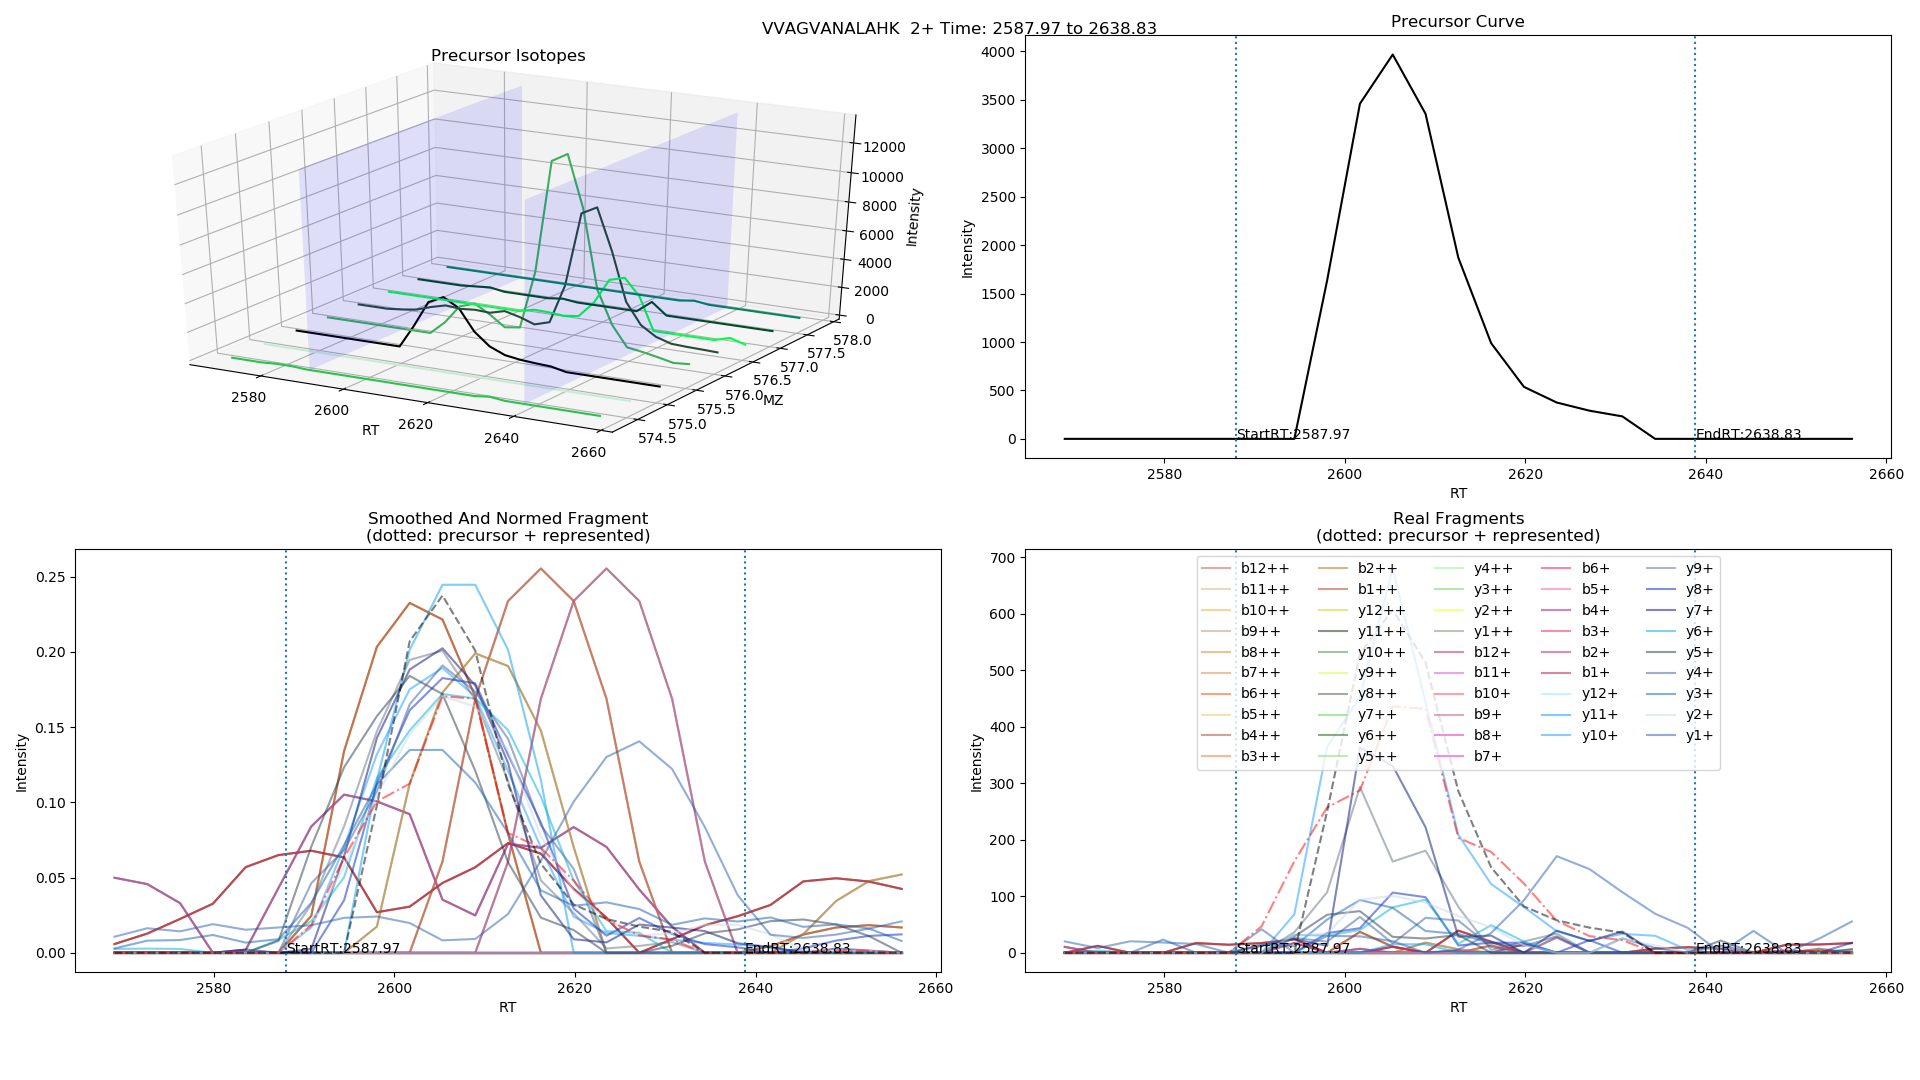 VVAGVANALAHK  2+ Time: 2587.97 to 2638.83
Precursor Isotopes
12000
10000
8000
6000
4000
2000
0
Intensity
578.0
577.5
577.0
576.5
576.0
575.5
575.0
574.5
MZ
2580
2600
2620
2640
2660
RT
Precursor Curve
4000
3500
3000
2500
2000
1500
1000
500
0
Intensity
StartRT:2587.97
EndRT:2638.83
2580
2600
2620
2640
2660
RT
Smoothed And Normed Fragment
(dotted: precursor + represented)
0.25
0.20
0.15
0.10
0.05
0.00
Intensity
StartRT:2587.97
EndRT:2638.83
2580
2600
2620
2640
2660
RT
Real Fragments
(dotted: precursor + represented)
700
600
500
400
300
200
100
0
Intensity
b12++
b11++
b10++
b9++
b8++
b7++
b6++
b5++
b4++
b3++
b2++
b1++
y12++
y11++
y10++
y9++
y8++
y7++
y6++
y5++
y4++
y3++
y2++
y1++
b12+
b11+
b10+
b9+
b8+
b7+
b6+
b5+
b4+
b3+
b2+
b1+
y12+
y11+
y10+
y9+
y8+
y7+
y6+
y5+
y4+
y3+
y2+
y1+
StartRT:2587.97
EndRT:2638.83
2580
2600
2620
2640
2660
RT